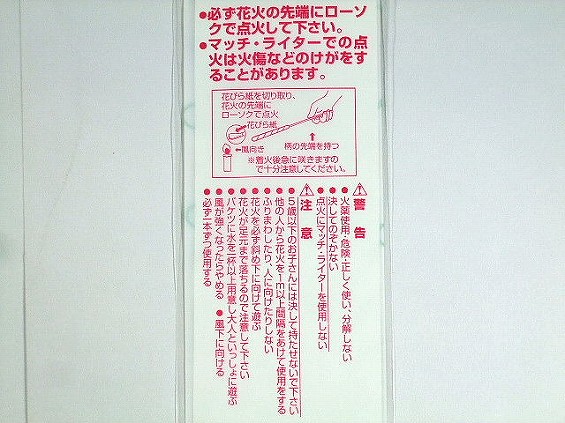 ●必ず花火の先端にローソ
クで点火して下さい。
●マッチ・ライターでの点
火は火傷などのけがをす
ることがあります。
花びら紙を切り取り、
花火の先端に
ローソクで点火
花びら紙
←風向き
柄の先端を持つ
※着火後急に咲きますの
で十分注意してください。
⚠警告
●火薬使用・危険・正しく使い、分解しない
●決してのぞかない
●点火にマッチ・ライターを使用しない
⚠注意
●5歳以下のお子さんには決して持たせないで下さい
●他の人から花火を1m以上間隔をあけて使用をする
●ふりまわしたり、人に向けたりしない
●花火を必ず斜め下に向けて遊ぶ
●花火が足元まで落ちるので注意して下さい
●バケツに水を一杯以上用意し大人といっしょに遊ぶ
●風が強くなったらやめる ●風下に向ける
●必ず一本ずつ使用する